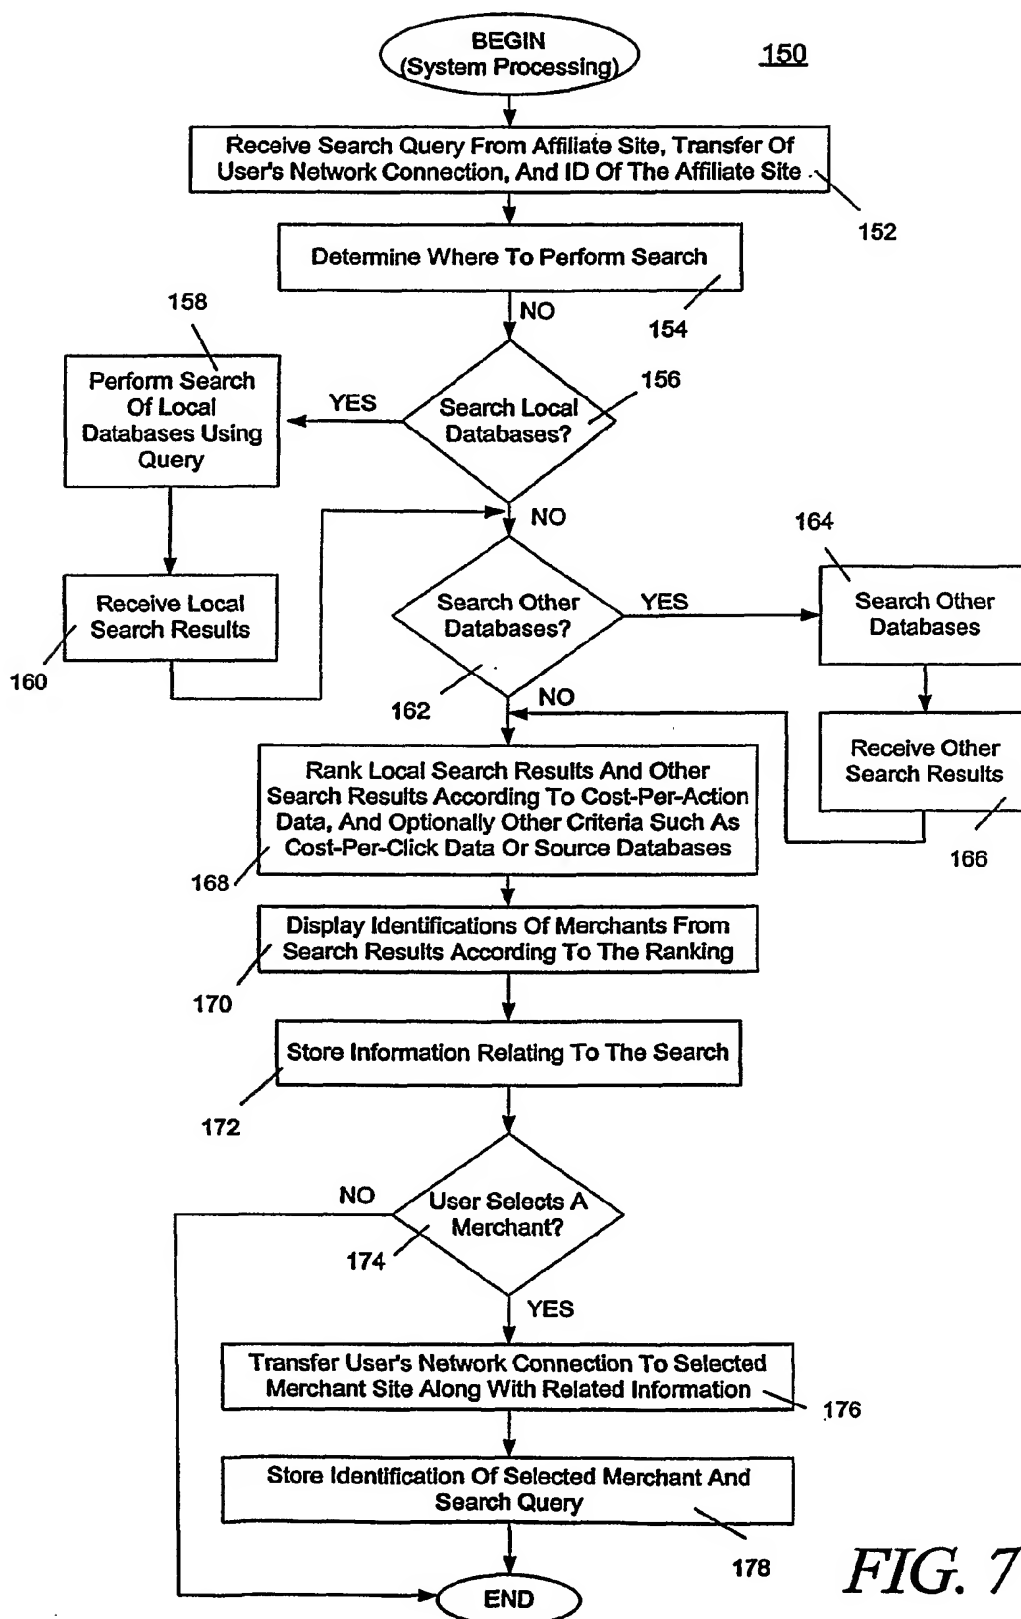 BEGIN
(System Processing)
150
Receive Search Query From Affiliate Site, Transfer Of
User's Network Connection, And ID Of The Affiliate Site
152
Determine Where To Perform Search
154
NO
158
Perform Search
Of Local
Databases Using
Query
YES
Search Local
Databases?
156
NO
164
Receive Local
Search Results
160
Search Other
Databases?
162
YES
Search Other
Databases
NO
Receive Other
Search Results
166
Rank Local Search Results And Other
Search Results According To Cost-Per-Action
Data, And Optionally Other Criteria Such As
Cost-Per-Click Data Or Source Databases
168
Display Identifications Of Merchants From
Search Results According To The Ranking
170
Store Information Relating To The Search
172
NO
User Selects A
Merchant?
174
YES
Transfer User's Network Connection To Selected
Merchant Site Along With Related Information
176
Store Identification Of Selected Merchant And
Search Query
178
END
FIG. 7